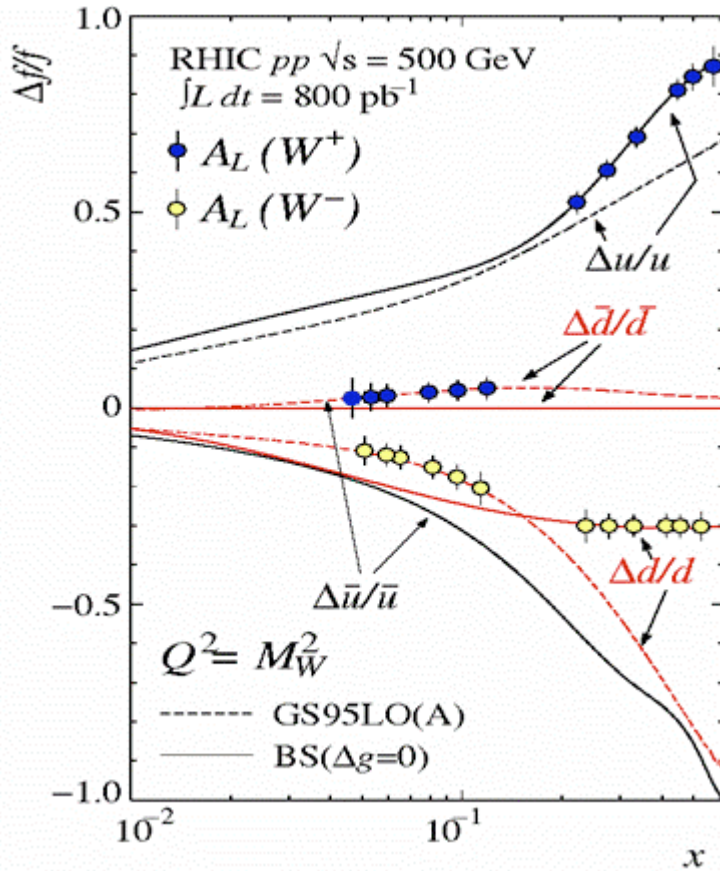 Δf/f
1.0
0.5
0
−0.5
−1.0
RHIC pp √s = 500 GeV
∫L dt = 800 pb⁻¹
A_L (W⁺)
A_L (W⁻)
Δu/u
Δd̄/d̄
Δū/ū
Δd/d
Q² = M²_W
GS95LO(A)
BS(Δg=0)
10⁻²
10⁻¹
x